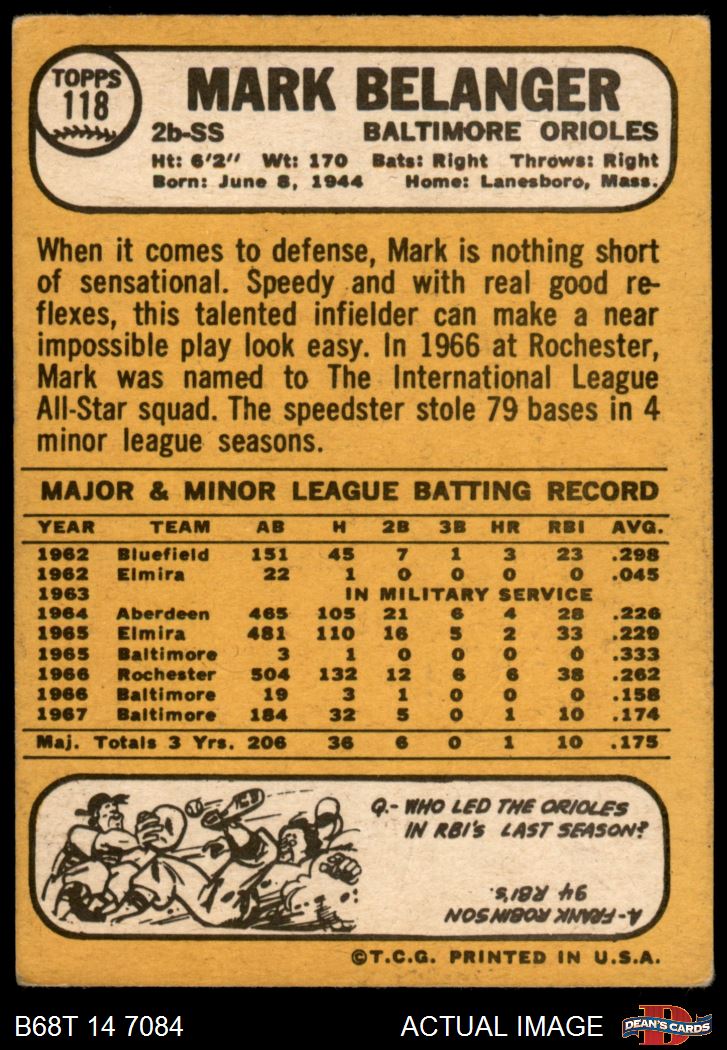 TOPPS
118
MARK BELANGER
2b-SS BALTIMORE ORIOLES
Ht: 6'2" Wt: 170 Bats: Right Throws: Right
Born: June 8, 1944 Home: Lanesboro, Mass.
When it comes to defense, Mark is nothing short
of sensational. Speedy and with real good re-
flexes, this talented infielder can make a near
impossible play look easy. In 1966 at Rochester,
Mark was named to The International League
All-Star squad. The speedster stole 79 bases in 4
minor league seasons.
MAJOR & MINOR LEAGUE BATTING RECORD
YEAR TEAM AB H 2B 3B HR RBI AVG.
1962 Bluefield 151 45 7 1 3 23 .298
1962 Elmira 22 1 0 0 0 0 .045
1963 IN MILITARY SERVICE
1964 Aberdeen 465 105 21 6 4 28 .226
1965 Elmira 481 110 16 5 2 33 .229
1965 Baltimore 3 1 0 0 0 0 .333
1966 Rochester 504 132 12 6 6 38 .262
1966 Baltimore 19 3 1 0 0 0 .158
1967 Baltimore 184 32 5 0 1 10 .174
Maj. Totals 3 Yrs. 206 36 6 0 1 10 .175
Q.- WHO LED THE ORIOLES
IN RBI'S LAST SEASON?
A-FRANK ROBINSON
94 RBI'S.
©T.C.G. PRINTED IN U.S.A.
B68T 14 7084 ACTUAL IMAGE
DEAN'S CARDS